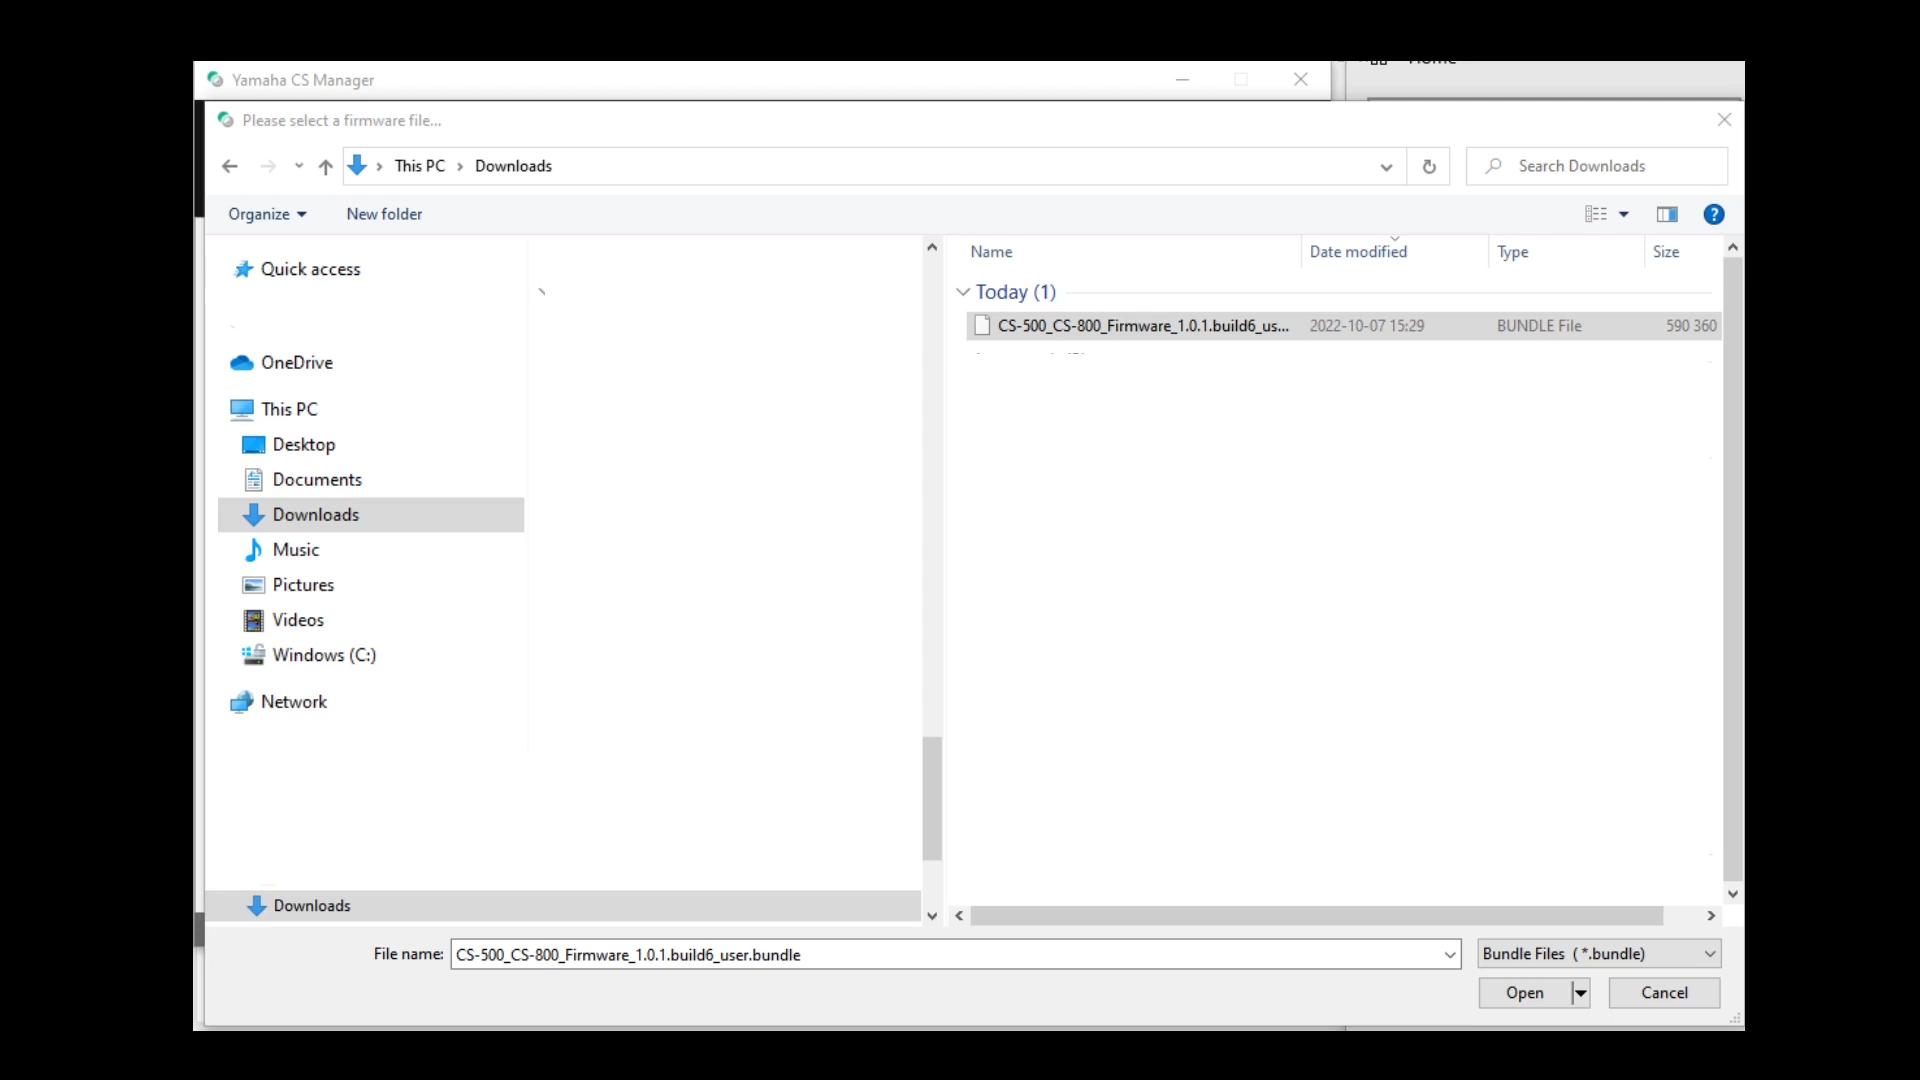 Yamaha CS Manager
Home
Please select a firmware file...
This PC > Downloads
Search Downloads
Organize
New folder
?
Quick access
OneDrive
This PC
Desktop
Documents
Downloads
Music
Pictures
Videos
Windows (C:)
Network
Downloads
Name Date modified Type Size
Today (1)
CS-500_CS-800_Firmware_1.0.1.build6_us... 2022-10-07 15:29 BUNDLE File 590 360
File name: CS-500_CS-800_Firmware_1.0.1.build6_user.bundle
Bundle Files (*.bundle)
Open
Cancel